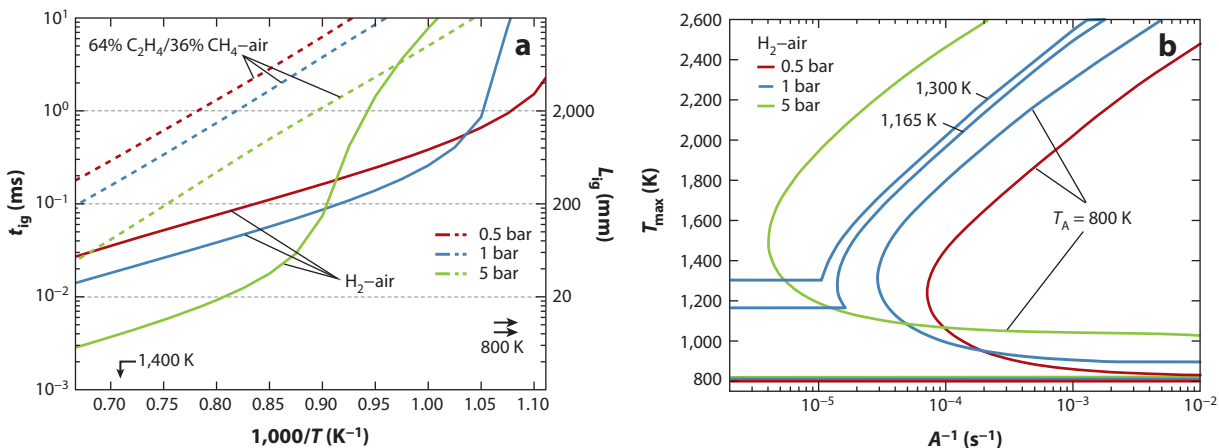 a
64% C₂H₄/36% CH₄–air
H₂–air
0.5 bar
1 bar
5 bar
1,400 K
800 K
10¹
10⁰
10⁻¹
10⁻²
10⁻³
t_ig (ms)
2,000
200
20
L_ig (mm)
0.70 0.75 0.80 0.85 0.90 0.95 1.00 1.05 1.10
1,000/T (K⁻¹)
b
H₂–air
0.5 bar
1 bar
5 bar
1,300 K
1,165 K
T_A = 800 K
2,600
2,400
2,200
2,000
1,800
1,600
1,400
1,200
1,000
800
T_max (K)
10⁻⁵ 10⁻⁴ 10⁻³ 10⁻²
A⁻¹ (s⁻¹)